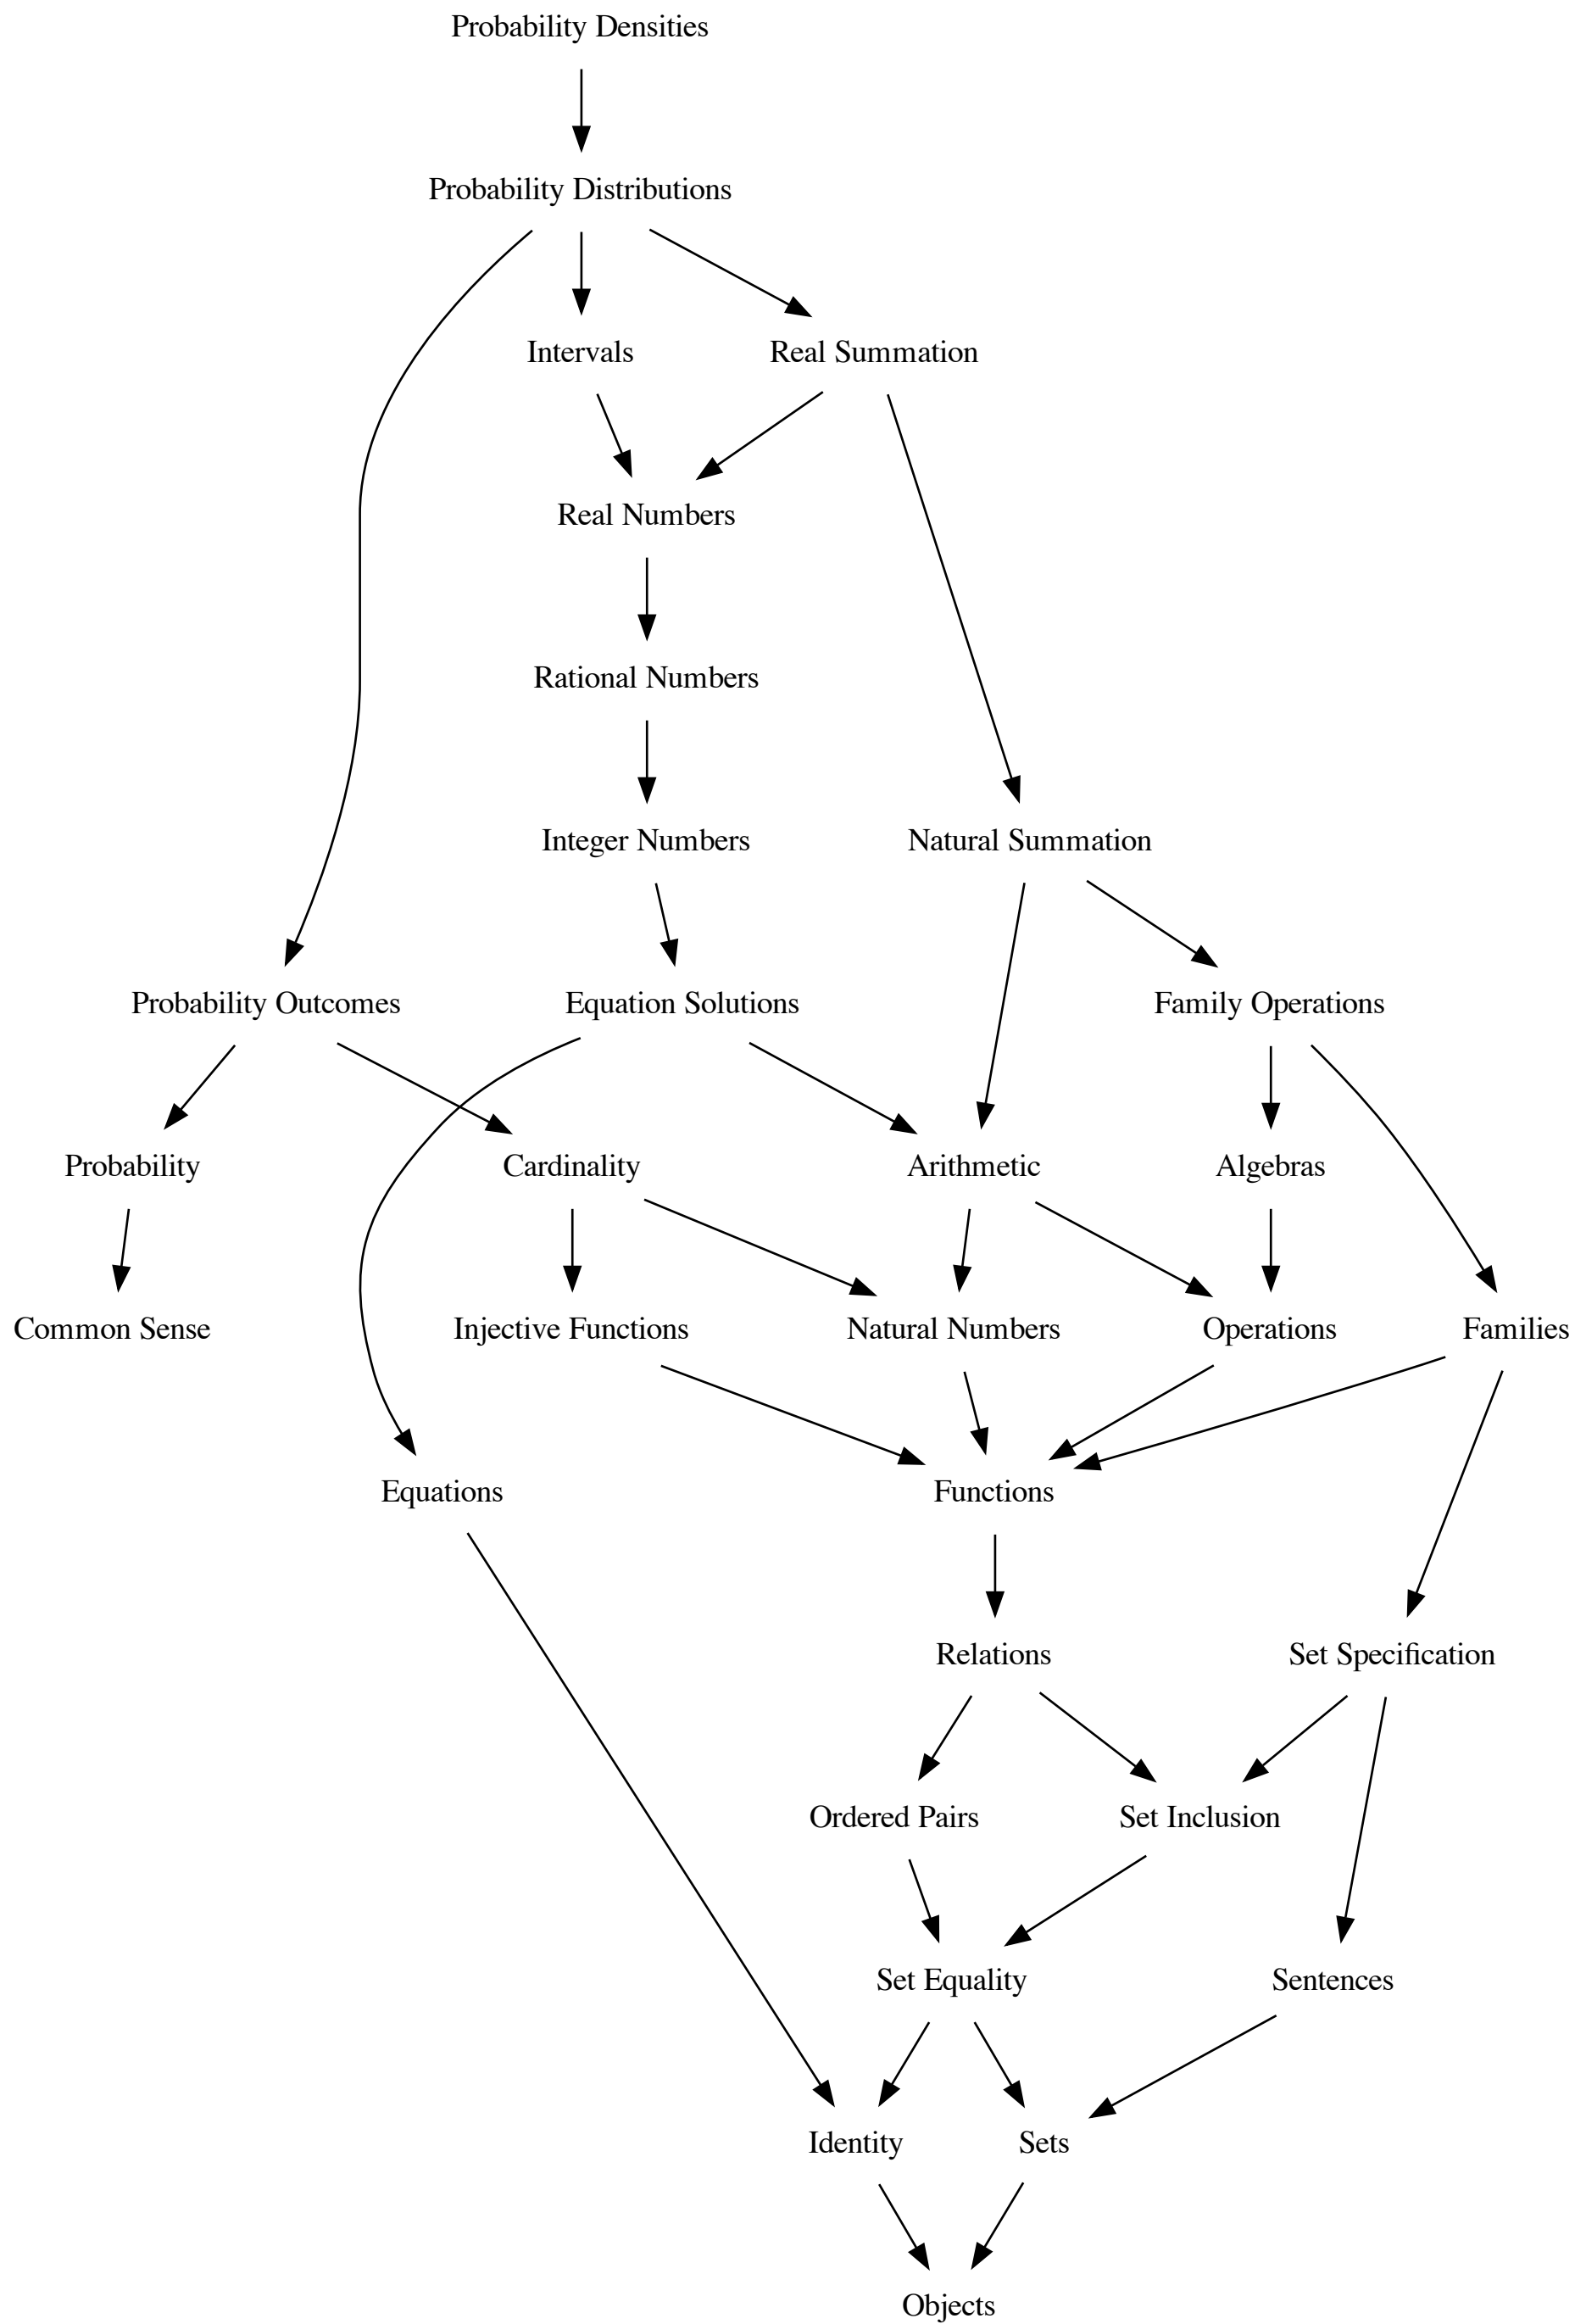 Probability Densities
Probability Distributions
Intervals
Real Summation
Real Numbers
Rational Numbers
Integer Numbers
Natural Summation
Probability Outcomes
Equation Solutions
Family Operations
Probability
Cardinality
Arithmetic
Algebras
Common Sense
Injective Functions
Natural Numbers
Operations
Families
Equations
Functions
Relations
Set Specification
Ordered Pairs
Set Inclusion
Set Equality
Sentences
Identity
Sets
Objects